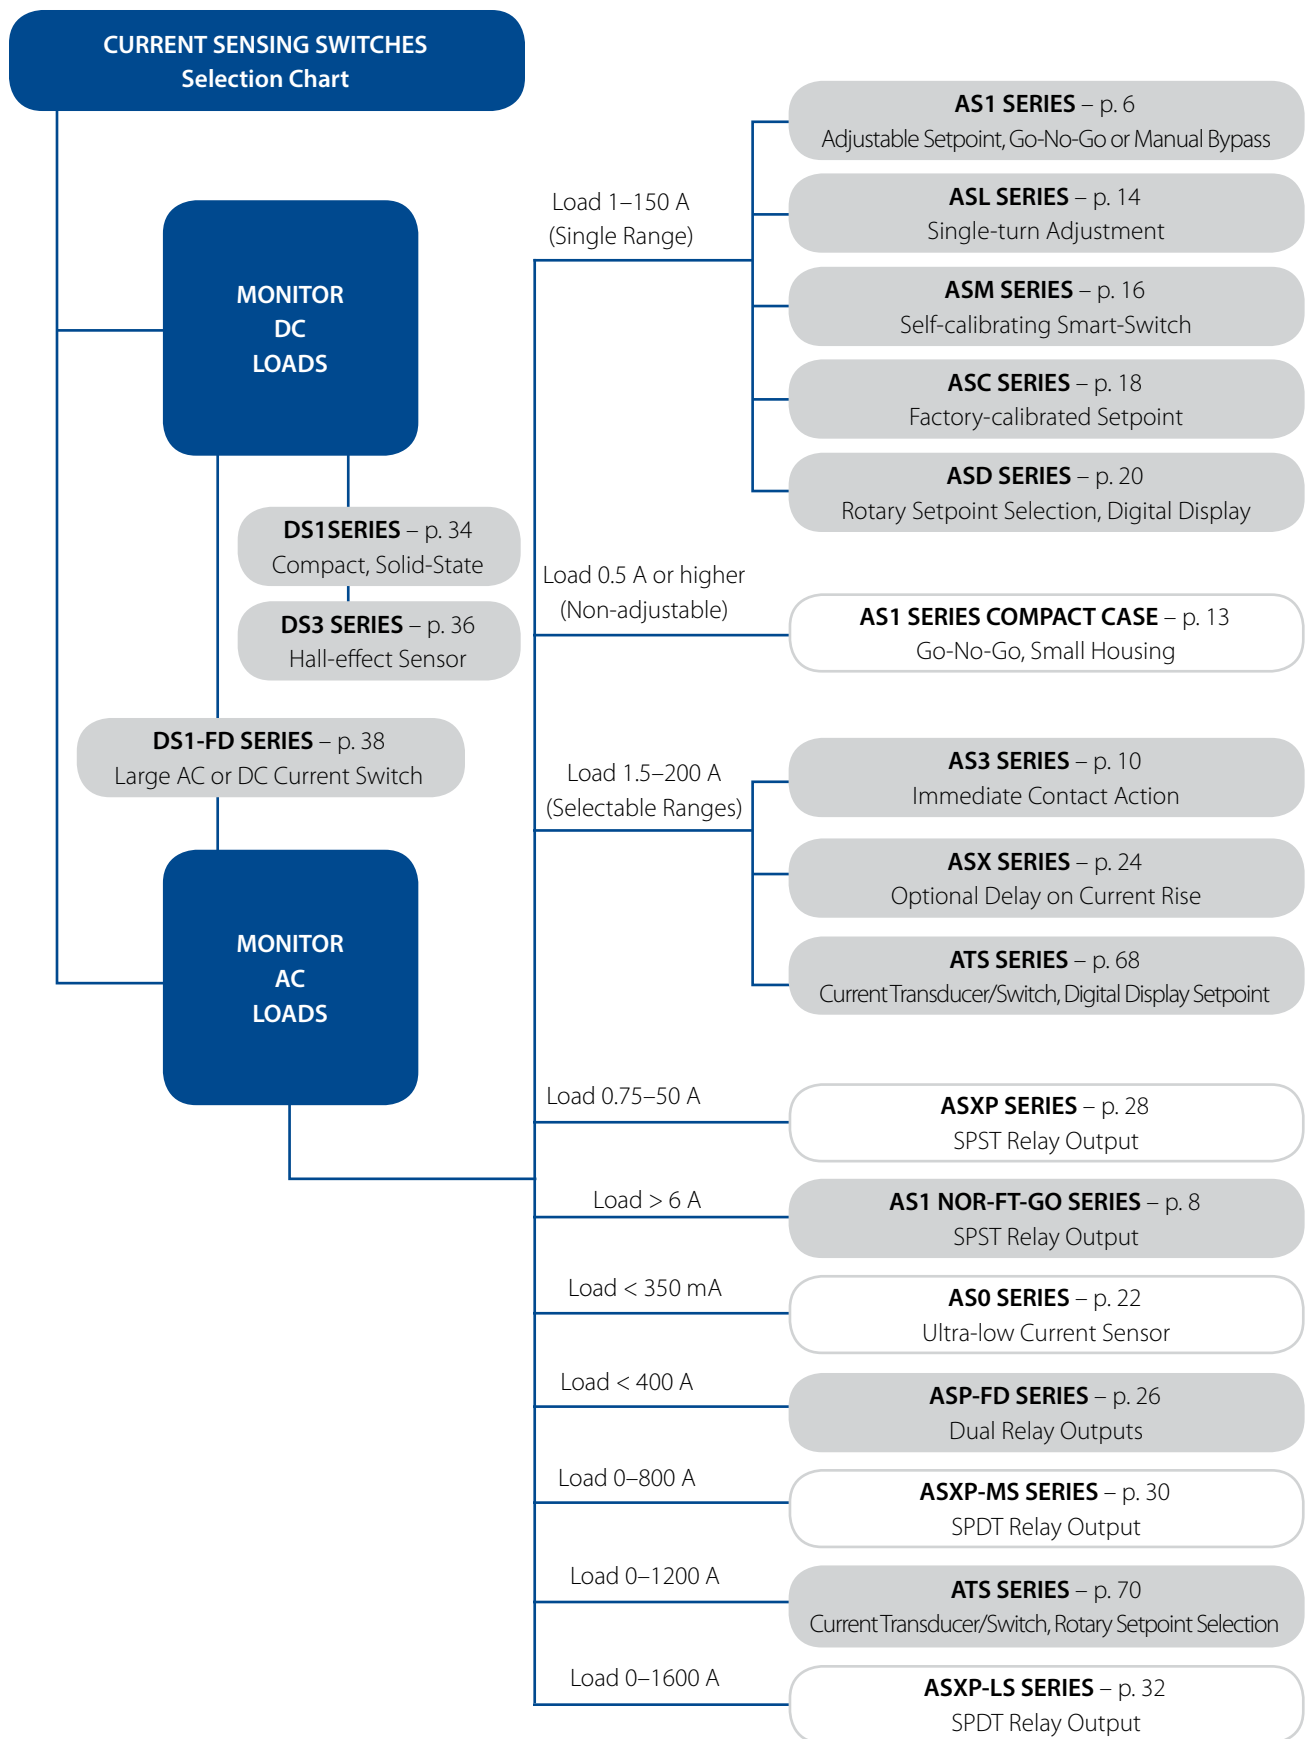 CURRENT SENSING SWITCHES
Selection Chart
MONITOR
DC
LOADS
DS1SERIES – p. 34
Compact, Solid-State
DS3 SERIES – p. 36
Hall-effect Sensor
DS1-FD SERIES – p. 38
Large AC or DC Current Switch
MONITOR
AC
LOADS
Load 1–150 A
(Single Range)
AS1 SERIES – p. 6
Adjustable Setpoint, Go-No-Go or Manual Bypass
ASL SERIES – p. 14
Single-turn Adjustment
ASM SERIES – p. 16
Self-calibrating Smart-Switch
ASC SERIES – p. 18
Factory-calibrated Setpoint
ASD SERIES – p. 20
Rotary Setpoint Selection, Digital Display
Load 0.5 A or higher
(Non-adjustable)
AS1 SERIES COMPACT CASE – p. 13
Go-No-Go, Small Housing
Load 1.5–200 A
(Selectable Ranges)
AS3 SERIES – p. 10
Immediate Contact Action
ASX SERIES – p. 24
Optional Delay on Current Rise
ATS SERIES – p. 68
Current Transducer/Switch, Digital Display Setpoint
Load 0.75–50 A
ASXP SERIES – p. 28
SPST Relay Output
Load > 6 A
AS1 NOR-FT-GO SERIES – p. 8
SPST Relay Output
Load < 350 mA
AS0 SERIES – p. 22
Ultra-low Current Sensor
Load < 400 A
ASP-FD SERIES – p. 26
Dual Relay Outputs
Load 0–800 A
ASXP-MS SERIES – p. 30
SPDT Relay Output
Load 0–1200 A
ATS SERIES – p. 70
Current Transducer/Switch, Rotary Setpoint Selection
Load 0–1600 A
ASXP-LS SERIES – p. 32
SPDT Relay Output